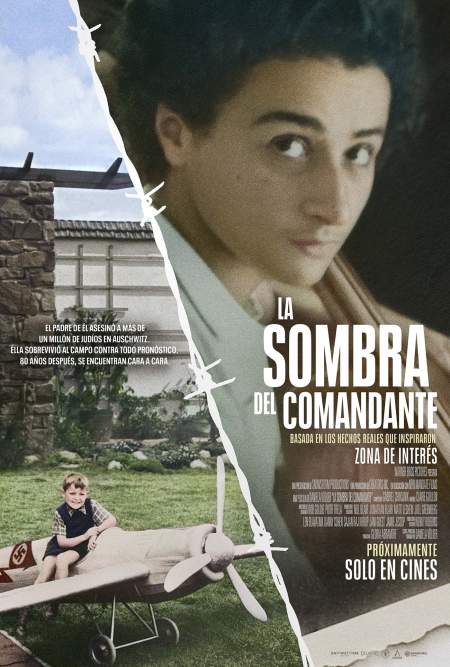 EL PADRE DE ÉL ASESINÓ A MÁS DE
UN MILLÓN DE JUDÍOS EN AUSCHWITZ.
ELLA SOBREVIVIÓ AL CAMPO CONTRA TODO PRONÓSTICO.
80 AÑOS DESPUÉS, SE ENCUENTRAN CARA A CARA.
LA
SOMBRA
DEL COMANDANTE
BASADA EN LOS HECHOS REALES QUE INSPIRARON
ZONA DE INTERÉS
PRÓXIMAMENTE
SOLO EN CINES